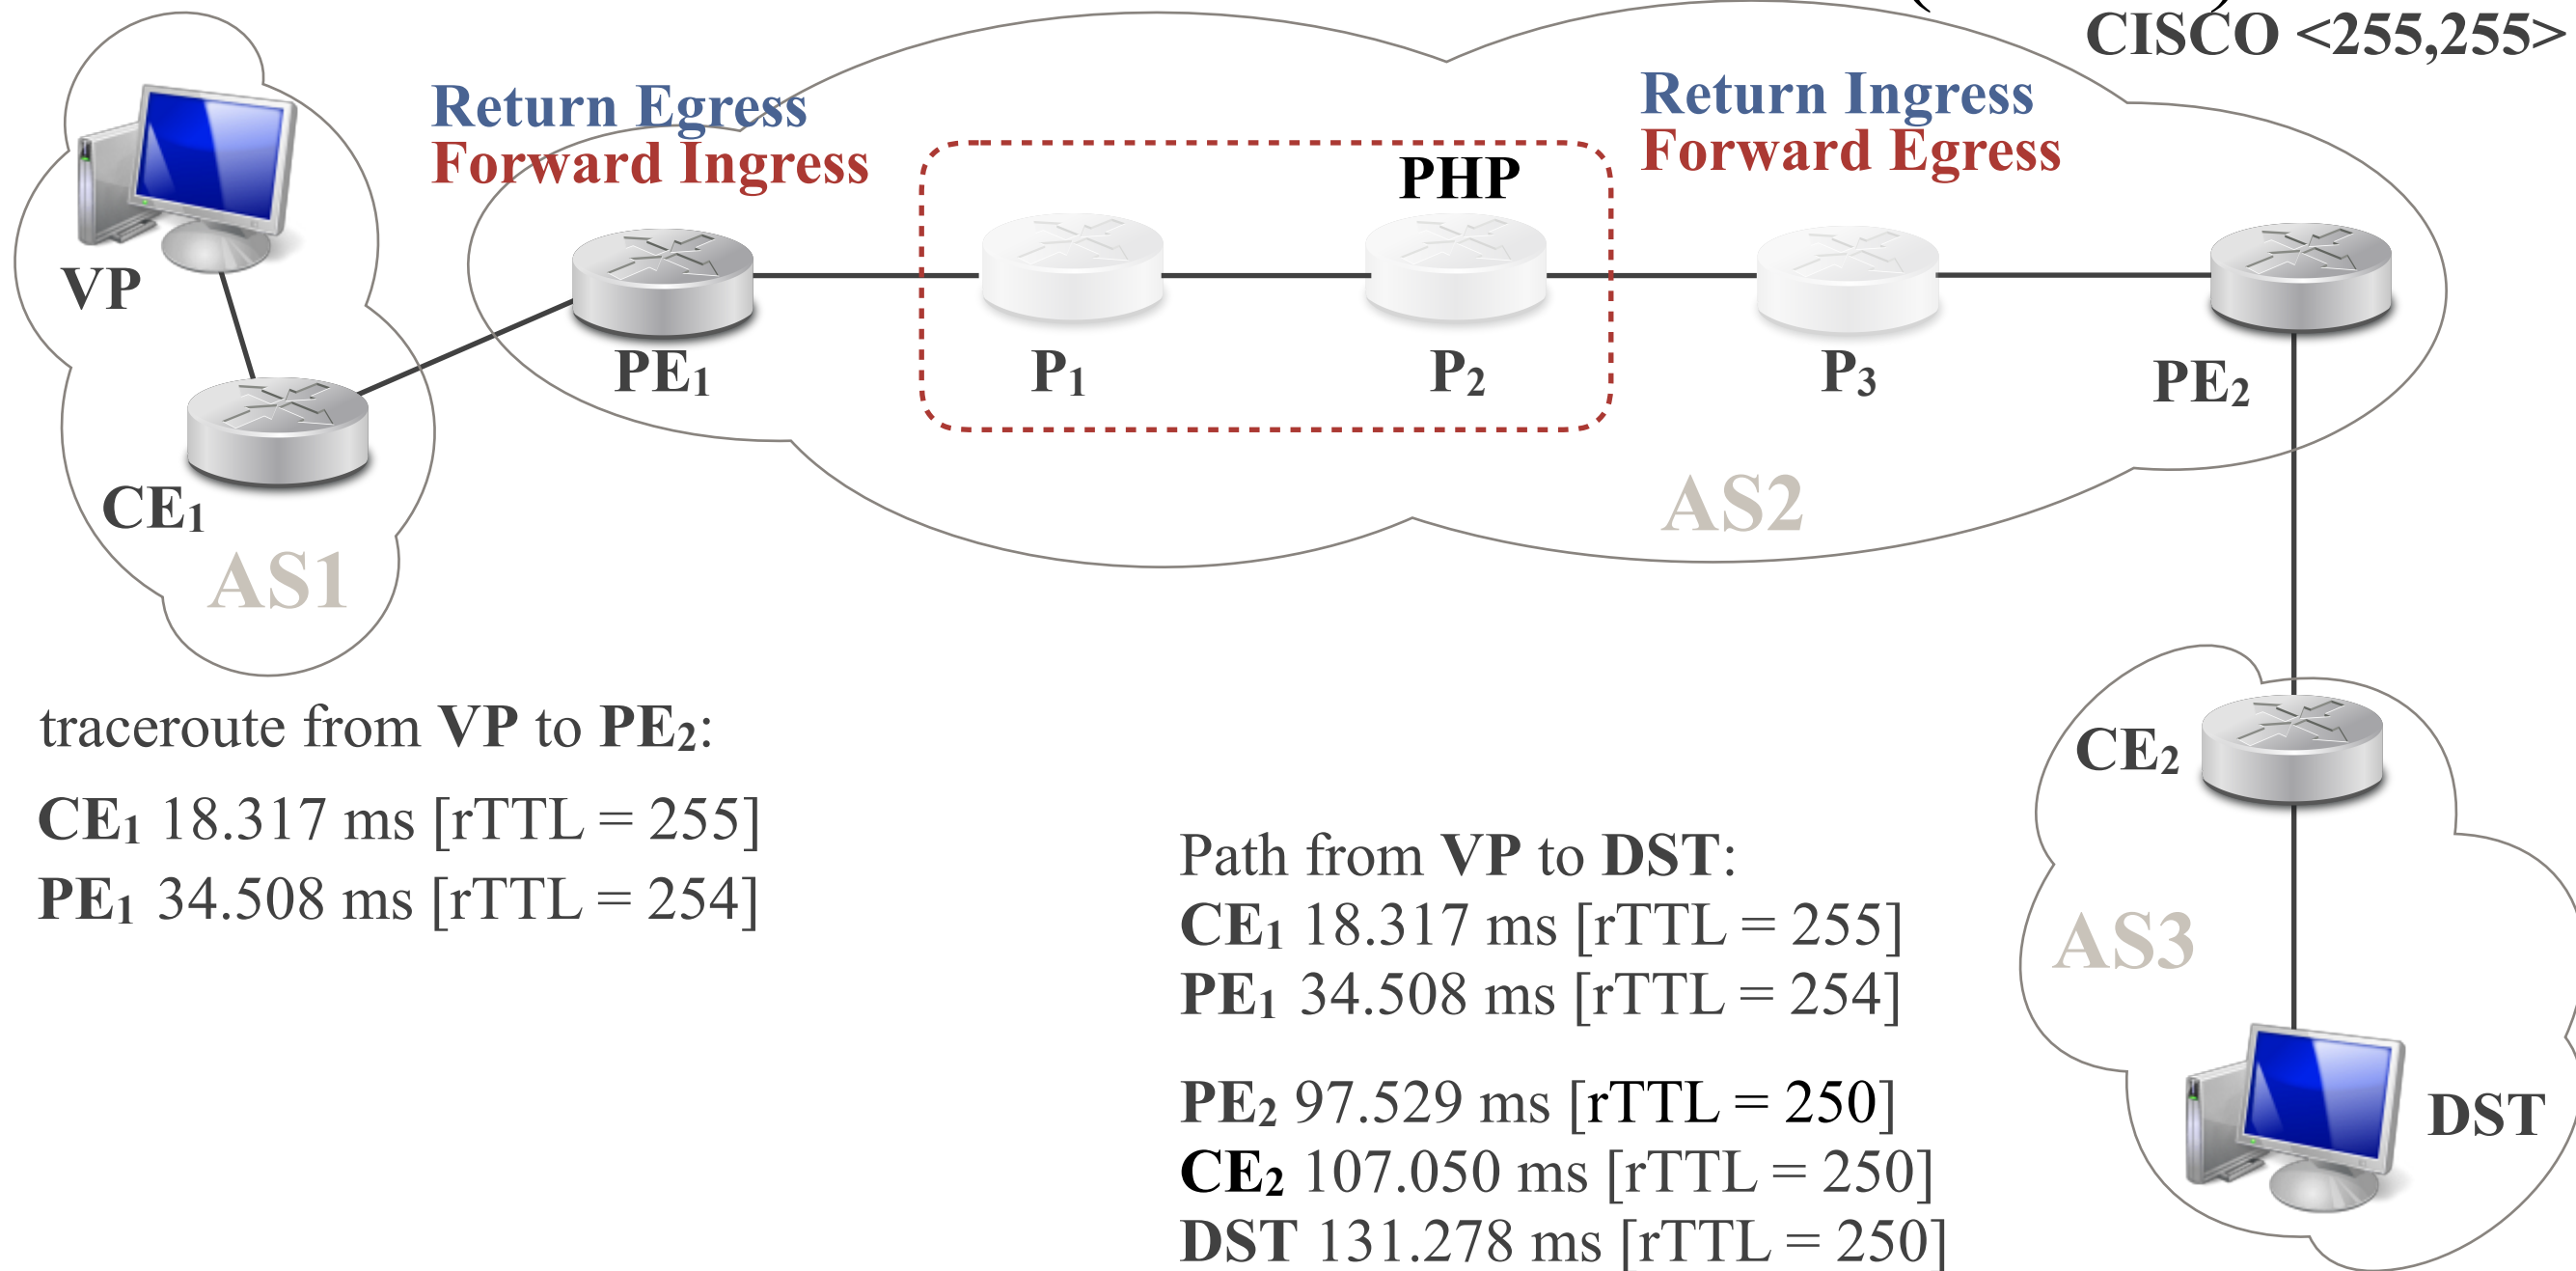 CISCO <255,255>
Return Egress
Forward Ingress
Return Ingress
Forward Egress
PHP
VP
PE1
P1
P2
P3
PE2
CE1
AS1
AS2
traceroute from VP to PE2:
CE1 18.317 ms [rTTL = 255]
PE1 34.508 ms [rTTL = 254]
CE2
AS3
DST
Path from VP to DST:
CE1 18.317 ms [rTTL = 255]
PE1 34.508 ms [rTTL = 254]
PE2 97.529 ms [rTTL = 250]
CE2 107.050 ms [rTTL = 250]
DST 131.278 ms [rTTL = 250]